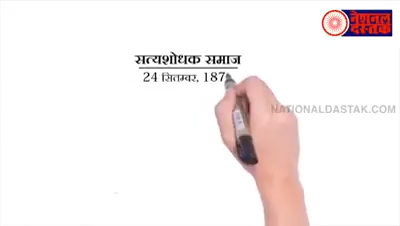 नेशनल
दस्तक
सत्यशोधक समाज
24 सितम्बर, 187
NATIONALDASTAK.COM